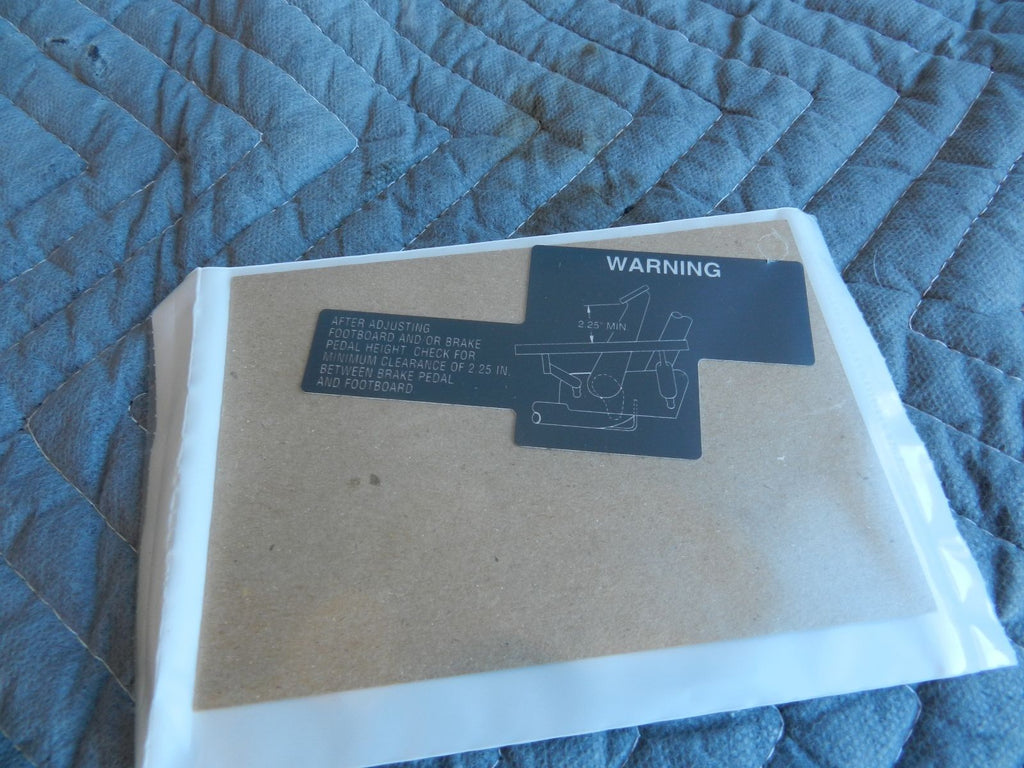 WARNING
2.25" MIN.
AFTER ADJUSTING
FOOTBOARD AND/OR BRAKE
PEDAL HEIGHT CHECK FOR
MINIMUM CLEARANCE OF 2.25 IN.
BETWEEN BRAKE PEDAL
AND FOOTBOARD